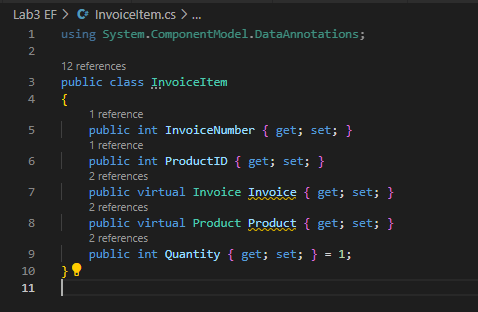 Lab3 EF > InvoiceItem.cs > ...
1 using System.ComponentModel.DataAnnotations;
2
12 references
3 public class InvoiceItem
4 {
1 reference
5 public int InvoiceNumber { get; set; }
1 reference
6 public int ProductID { get; set; }
2 references
7 public virtual Invoice Invoice { get; set; }
2 references
8 public virtual Product Product { get; set; }
2 references
9 public int Quantity { get; set; } = 1;
10 }
11